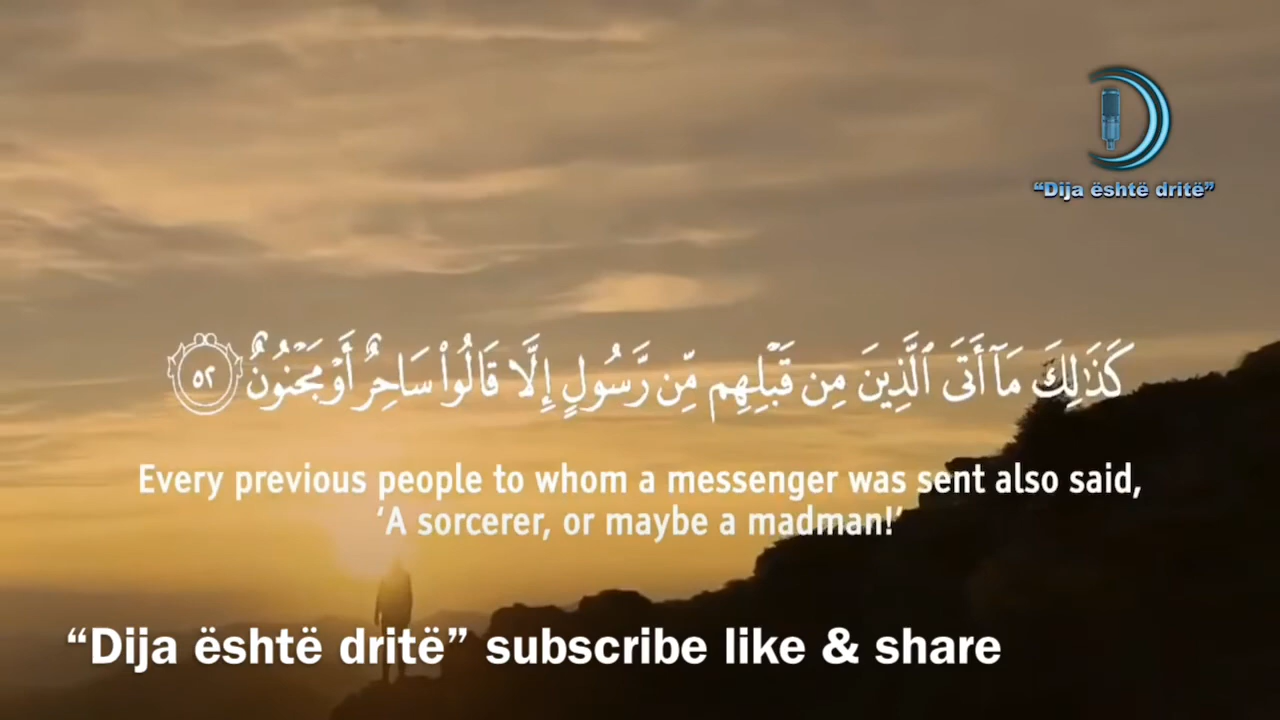 “Dija është dritë”
كَذَٰلِكَ مَآ أَتَى ٱلَّذِينَ مِن قَبْلِهِم مِّن رَّسُولٍ إِلَّا قَالُوا۟ سَاحِرٌ أَوْ مَجْنُونٌ ٥٢
Every previous people to whom a messenger was sent also said,
‘A sorcerer, or maybe a madman!’
“Dija është dritë” subscribe like & share